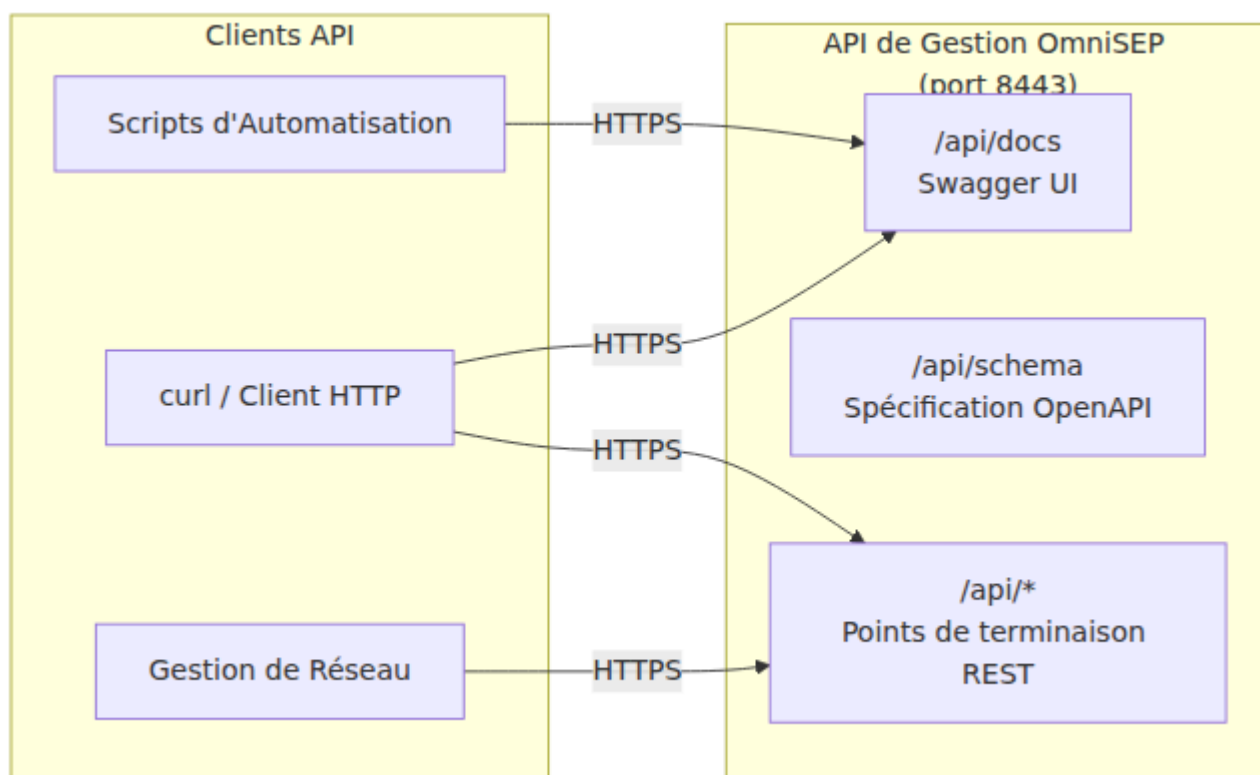 Clients API
Scripts d'Automatisation
curl / Client HTTP
Gestion de Réseau
HTTPS
HTTPS
HTTPS
HTTPS
API de Gestion OmniSEP
(port 8443)
/api/docs
Swagger UI
/api/schema
Spécification OpenAPI
/api/*
Points de terminaison
REST